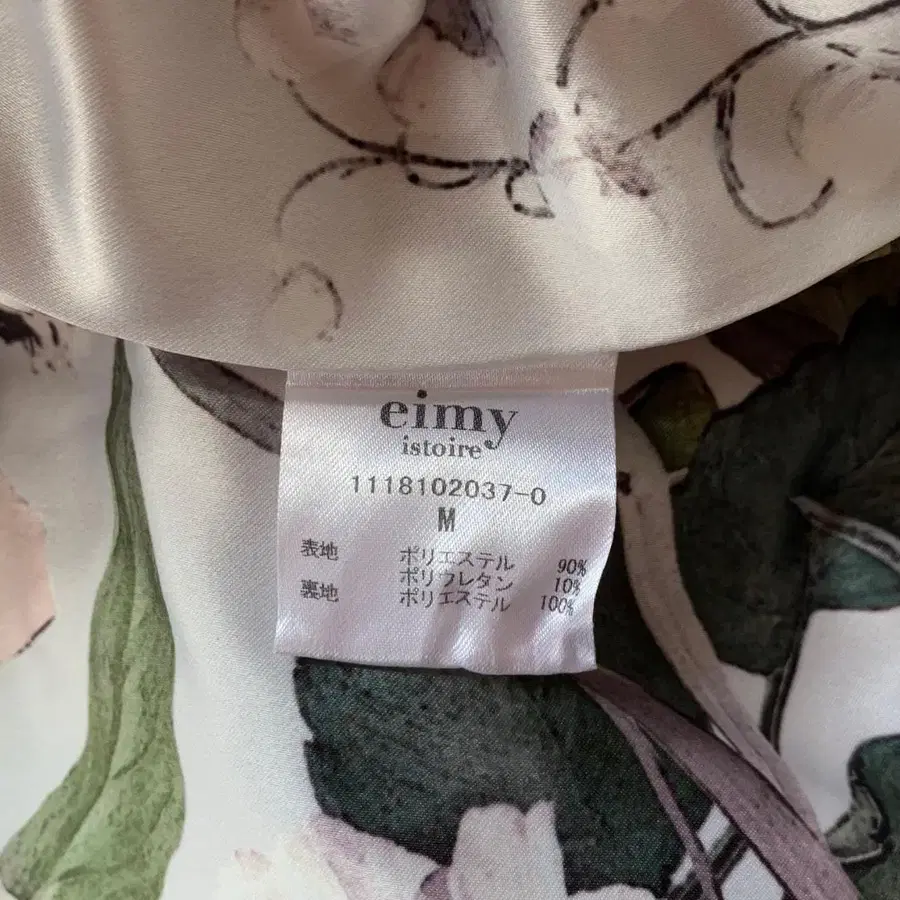 eimy
istoire
1118102037-0
M
表地 ポリエステル 90%
ポリウレタン 10%
裏地 ポリエステル 100%